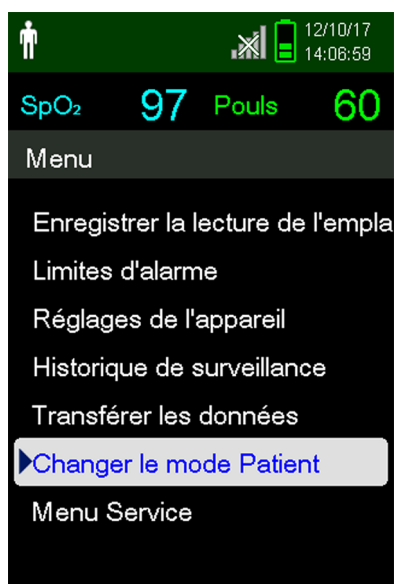 12/10/17
14:06:59
SpO₂ 97 Pouls 60
Menu
Enregistrer la lecture de l'empla
Limites d'alarme
Réglages de l'appareil
Historique de surveillance
Transférer les données
Changer le mode Patient
Menu Service